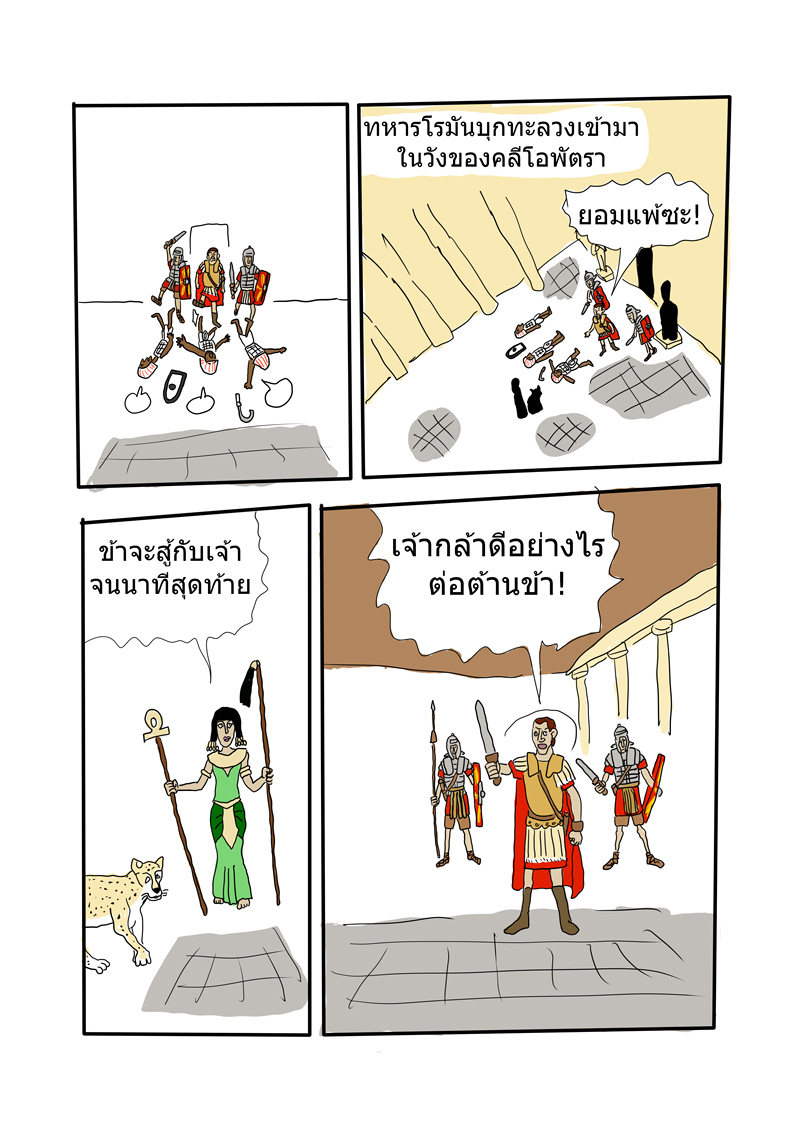 ทหารโรมันบุกทะลวงเข้ามา
ในวังของคลีโอพัตรา
ยอมแพ้ซะ!
ข้าจะสู้กับเจ้า
จนนาทีสุดท้าย
เจ้ากล้าดีอย่างไร
ต่อต้านข้า!